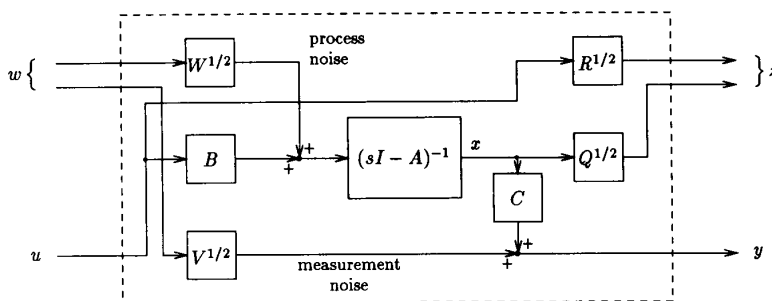 process
noise
w {
W^{1/2}
R^{1/2}
}
+
+
B
(sI − A)^{−1}
x
Q^{1/2}
C
u
V^{1/2}
+
+
y
measurement
noise